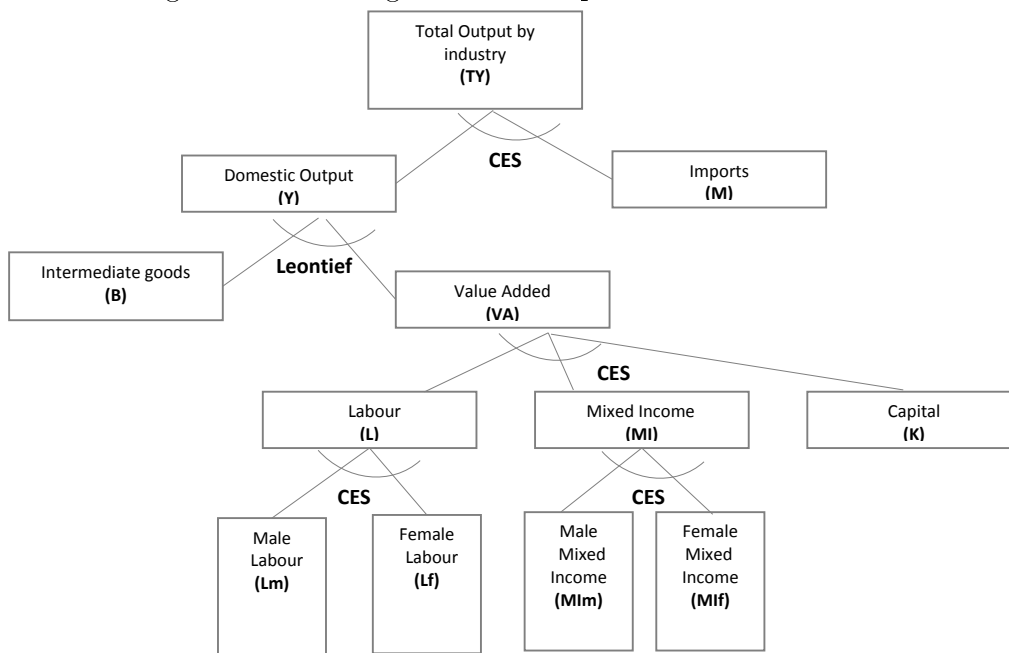 Total Output by
industry
(TY)
CES
Domestic Output
(Y)
Imports
(M)
Leontief
Intermediate goods
(B)
Value Added
(VA)
CES
Labour
(L)
Mixed Income
(MI)
Capital
(K)
CES
CES
Male
Labour
(Lm)
Female
Labour
(Lf)
Male
Mixed
Income
(MIm)
Female
Mixed
Income
(MIf)